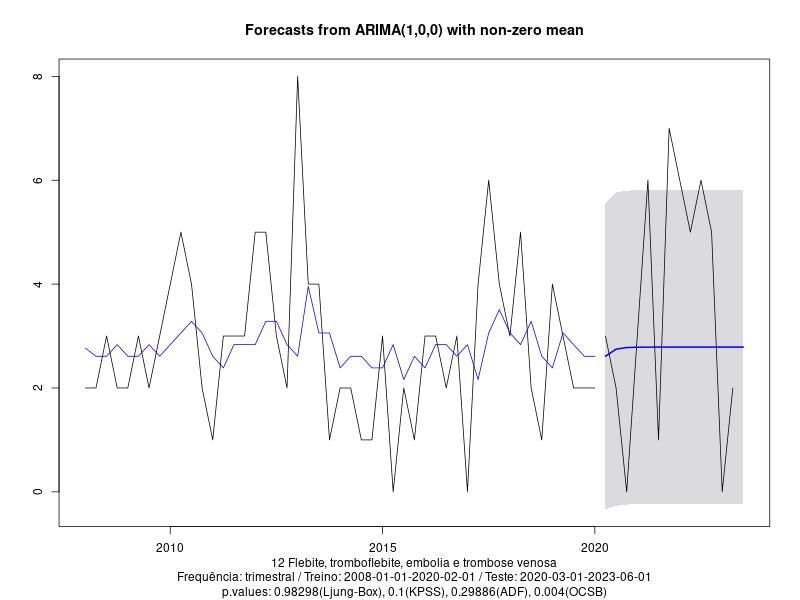 Forecasts from ARIMA(1,0,0) with non-zero mean
8
6
4
2
0
2010 2015 2020
12 Flebite, tromboflebite, embolia e trombose venosa
Frequência: trimestral / Treino: 2008-01-01-2020-02-01 / Teste: 2020-03-01-2023-06-01
p.values: 0.98298(Ljung-Box), 0.1(KPSS), 0.29886(ADF), 0.004(OCSB)